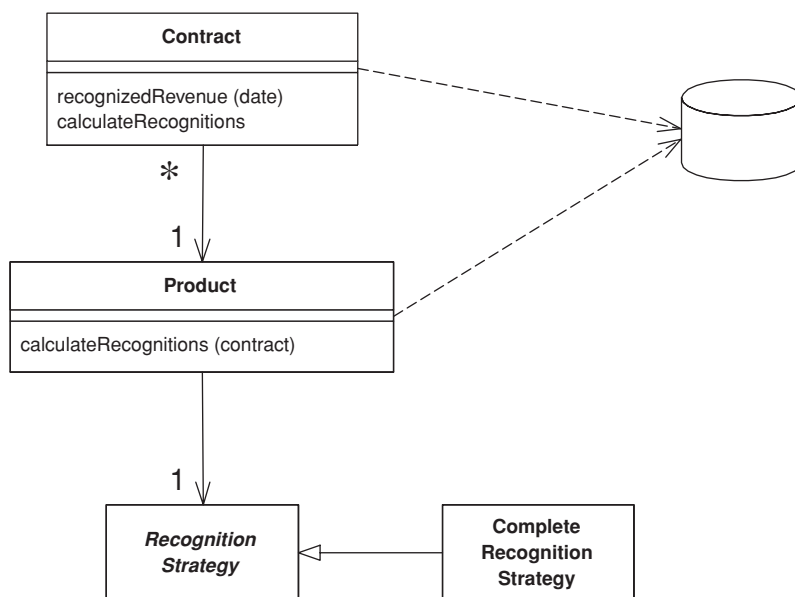 Contract
recognizedRevenue (date)
calculateRecognitions
*
1
Product
calculateRecognitions (contract)
1
Recognition
Strategy
Complete
Recognition
Strategy